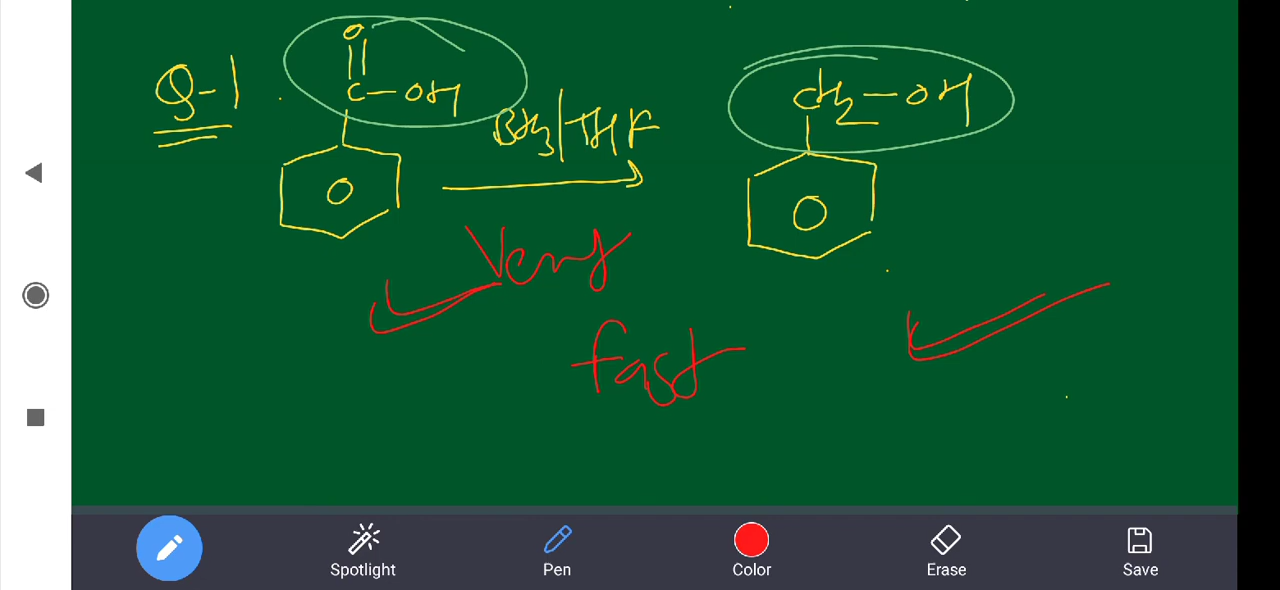 Q-1
O
||
C-OH
BH3/THF
CH2-OH
Very
fast
Spotlight
Pen
Color
Erase
Save